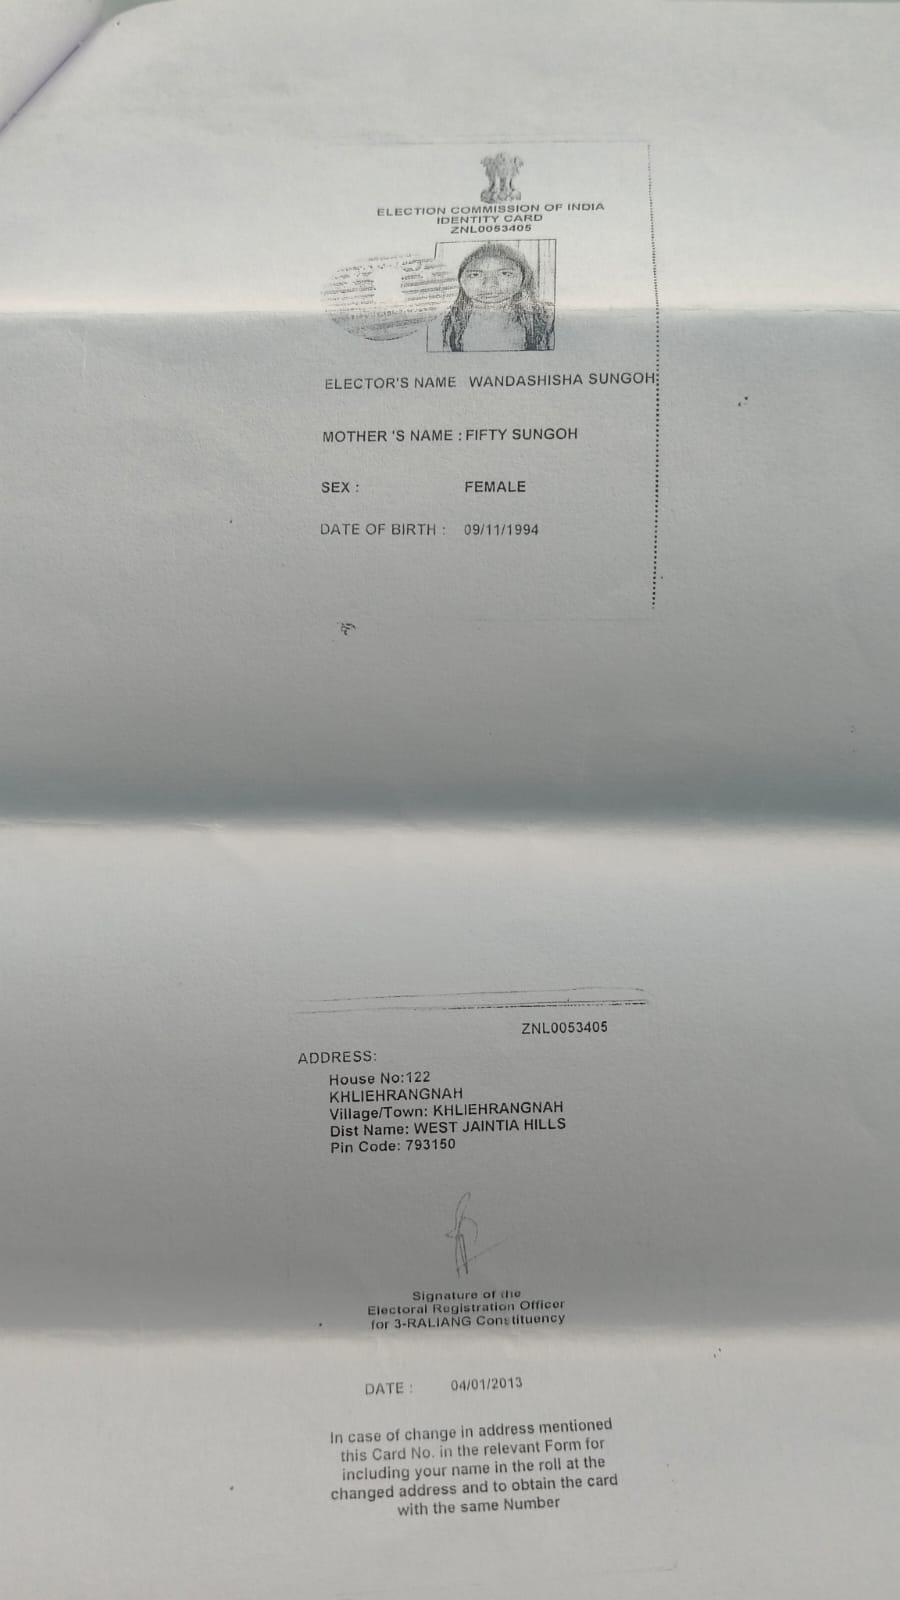 ELECTION COMMISSION OF INDIA
IDENTITY CARD
ZNL0053405
ELECTOR'S NAME WANDASHISHA SUNGOH
MOTHER 'S NAME : FIFTY SUNGOH
SEX : FEMALE
DATE OF BIRTH : 09/11/1994
ZNL0053405
ADDRESS:
House No:122
KHLIEHRANGNAH
Village/Town: KHLIEHRANGNAH
Dist Name: WEST JAINTIA HILLS
Pin Code: 793150
Signature of the
Electoral Registration Officer
for 3-RALIANG Constituency
DATE : 04/01/2013
In case of change in address mentioned
this Card No. in the relevant Form for
including your name in the roll at the
changed address and to obtain the card
with the same Number